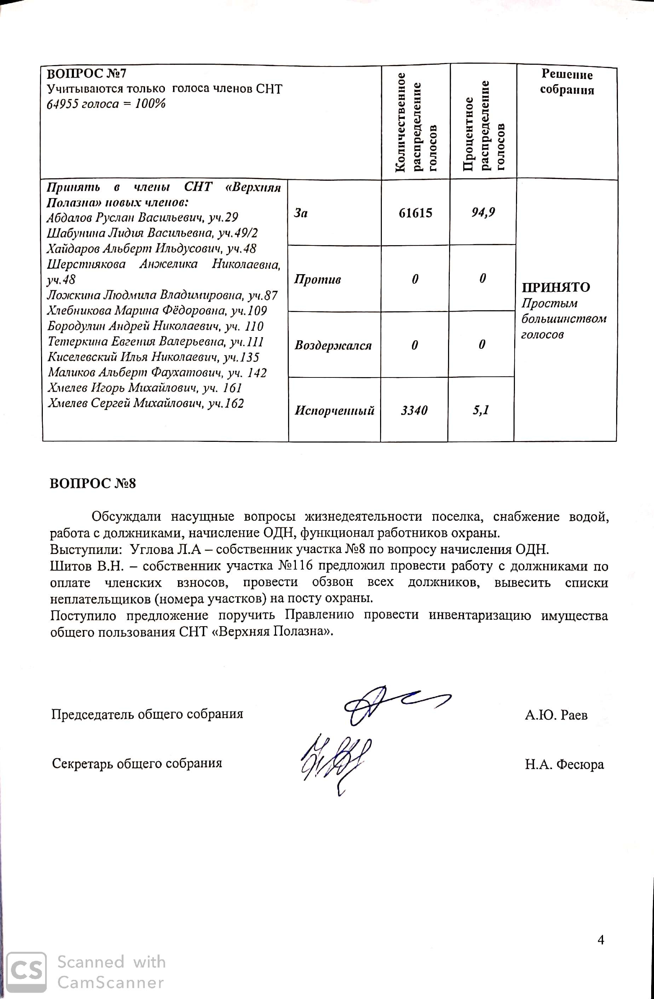 ВОПРОС №7
Учитываются только голоса членов СНТ
64955 голоса = 100%
Количественное
распределение
голосов
Процентное
распределение
голосов
Решение
собрания
Принять в члены СНТ «Верхняя
Полазна» новых членов:
Абдалов Руслан Васильевич, уч.29
Шабунина Лидия Васильевна, уч.49/2
Хайдаров Альберт Ильдусович, уч.48
Шерстнякова Анжелика Николаевна,
уч.48
Ложкина Людмила Владимировна, уч.87
Хлебникова Марина Фёдоровна, уч.109
Бородулин Андрей Николаевич, уч. 110
Тетеркина Евгения Валерьевна, уч.111
Киселевский Илья Николаевич, уч.135
Маликов Альберт Фаухатович, уч. 142
Хмелев Игорь Михайлович, уч. 161
Хмелев Сергей Михайлович, уч.162
За 61615 94,9
Против 0 0
Воздержался 0 0
Испорченный 3340 5,1
ПРИНЯТО
Простым
большинством
голосов
ВОПРОС №8
Обсуждали насущные вопросы жизнедеятельности поселка, снабжение водой,
работа с должниками, начисление ОДН, функционал работников охраны.
Выступили: Углова Л.А – собственник участка №8 по вопросу начисления ОДН.
Шитов В.Н. – собственник участка №116 предложил провести работу с должниками по
оплате членских взносов, провести обзвон всех должников, вывесить списки
неплательщиков (номера участков) на посту охраны.
Поступило предложение поручить Правлению провести инвентаризацию имущества
общего пользования СНТ «Верхняя Полазна».
Председатель общего собрания А.Ю. Раев
Секретарь общего собрания Н.А. Фесюра
4
CS
Scanned with
CamScanner